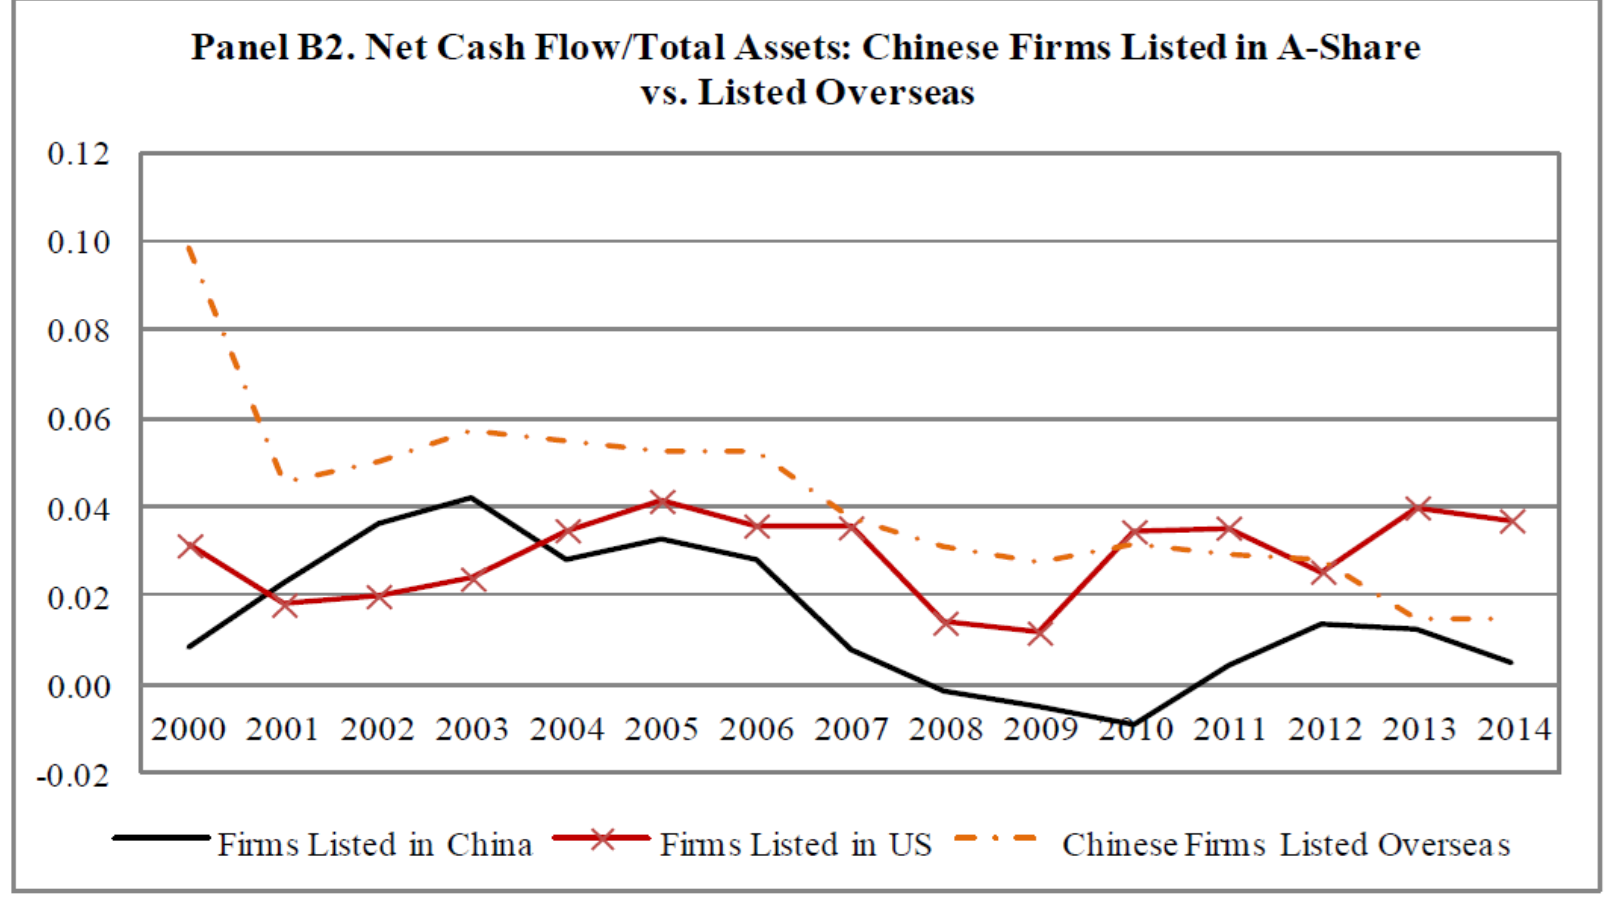 Panel B2. Net Cash Flow/Total Assets: Chinese Firms Listed in A-Share
vs. Listed Overseas
0.12
0.10
0.08
0.06
0.04
0.02
0.00
-0.02
2000 2001 2002 2003 2004 2005 2006 2007 2008 2009 2010 2011 2012 2013 2014
Firms Listed in China Firms Listed in US Chinese Firms Listed Overseas